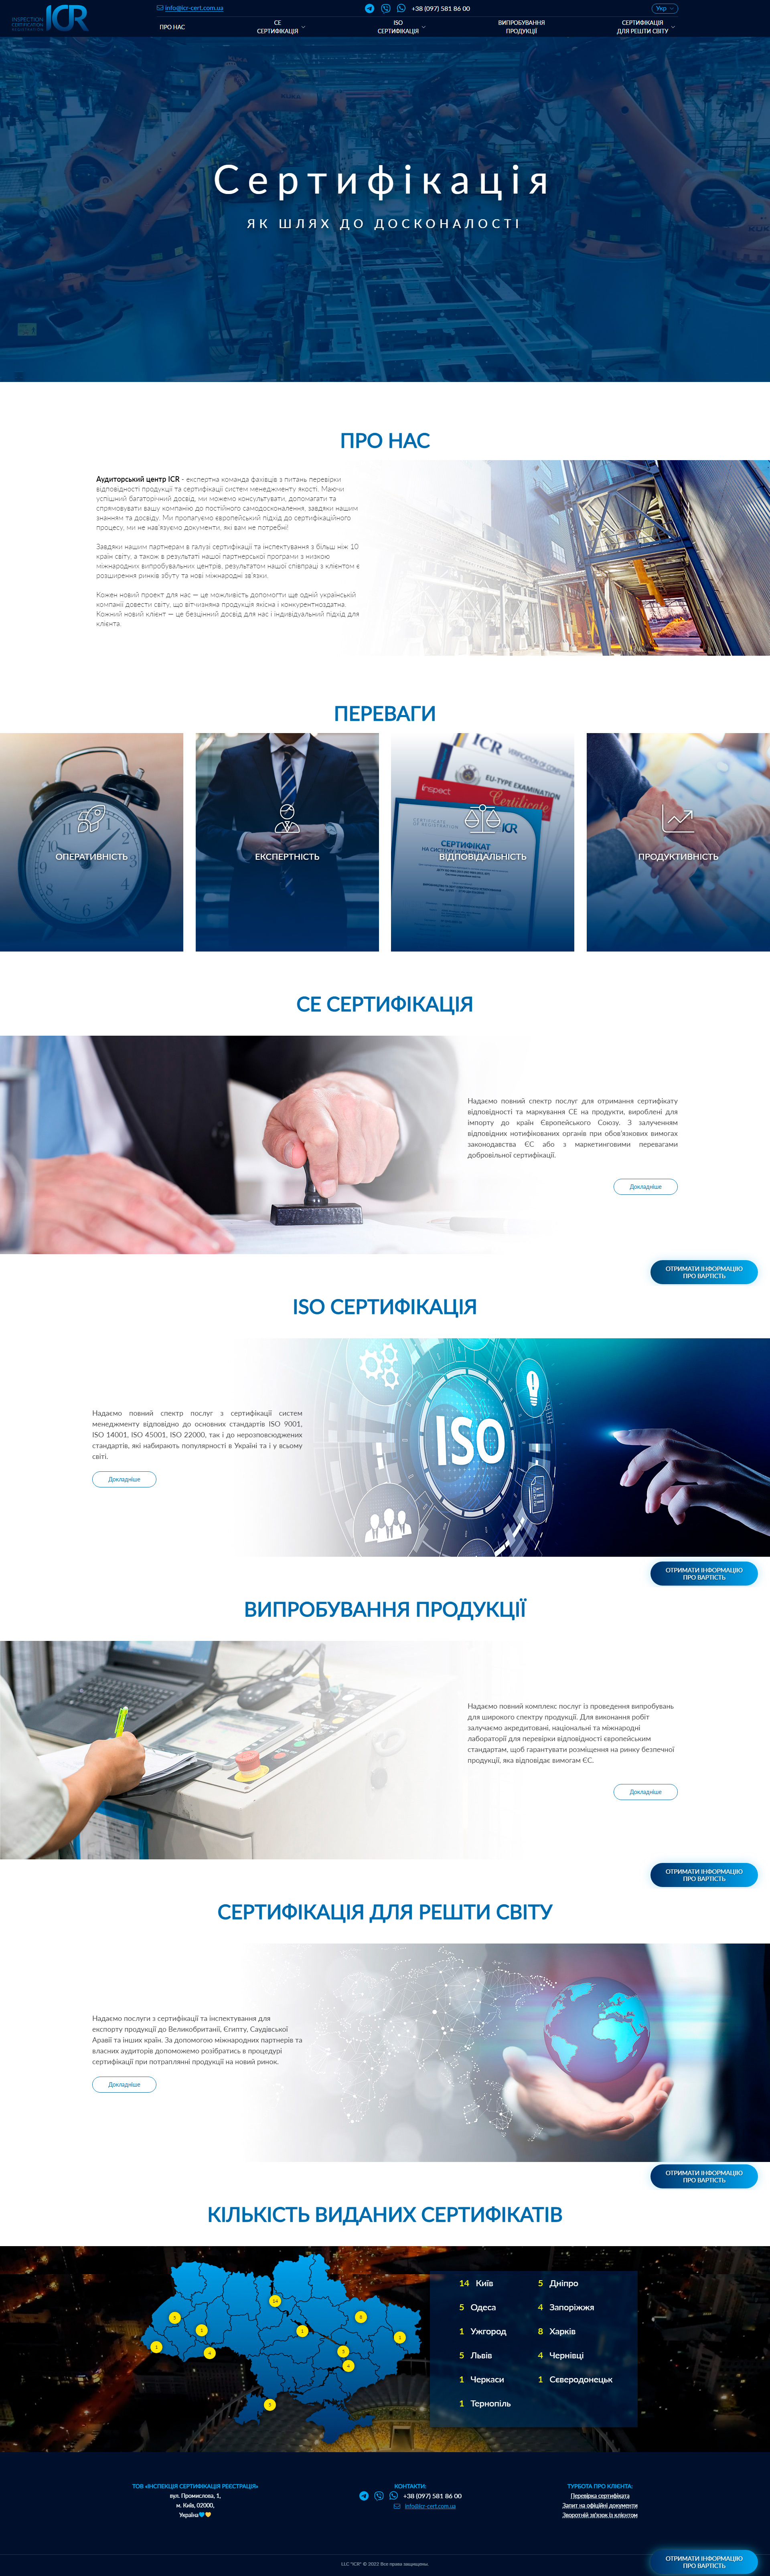 INSPECTION
CERTIFICATION
REGISTRATION
ICR
info@icr-cert.com.ua
+38 (097) 581 86 00
Укр
ПРО НАС
CE
СЕРТИФІКАЦІЯ
ISO
СЕРТИФІКАЦІЯ
ВИПРОБУВАННЯ
ПРОДУКЦІЇ
СЕРТИФІКАЦІЯ
ДЛЯ РЕШТИ СВІТУ
Сертифікація
ЯК ШЛЯХ ДО ДОСКОНАЛОСТІ
ПРО НАС
Аудиторський центр ICR - експертна команда фахівців з питань перевірки
відповідності продукції та сертифікації систем менеджменту якості. Маючи
успішний багаторічний досвід, ми можемо консультувати, допомагати та
спрямовувати вашу компанію до постійного самодосконалення, завдяки нашим
знанням та досвіду. Ми пропагуємо європейський підхід до сертифікаційного
процесу, ми не нав'язуємо документи, які вам не потребні!
Завдяки нашим партнерам в галузі сертифікації та інспектування з більш ніж 10
країн світу, а також в результаті нашої партнерської програми з низкою
міжнародних випробувальних центрів, результатом нашої співпраці з клієнтом є
розширення ринків збуту та нові міжнародні зв'язки.
Кожен новий проект для нас — це можливість допомогти ще одній українській
компанії довести світу, що вітчизняна продукція якісна і конкурентноздатна.
Кожний новий клієнт — це безцінний досвід для нас і індивідуальний підхід для
клієнта.
ПЕРЕВАГИ
ОПЕРАТИВНІСТЬ
ЕКСПЕРТНІСТЬ
ICR
EU-TYPE EXAMINATION
inspect
Certificate
CERTIFICATE
OF REGISTRATION
ICR
СЕРТИФІКАТ
ВІДПОВІДАЛЬНІСТЬ
ПРОДУКТИВНІСТЬ
CE СЕРТИФІКАЦІЯ
Надаємо повний спектр послуг для отримання сертифікату
відповідності та маркування CE на продукти, вироблені для
імпорту до країн Європейського Союзу. З залученням
відповідних нотифікованих органів при обов'язкових вимогах
законодавства ЄС або з маркетинговими перевагами
добровільної сертифікації.
Докладніше
ОТРИМАТИ ІНФОРМАЦІЮ
ПРО ВАРТІСТЬ
ISO СЕРТИФІКАЦІЯ
Надаємо повний спектр послуг з сертифікації систем
менеджменту відповідно до основних стандартів ISO 9001,
ISO 14001, ISO 45001, ISO 22000, так і до нерозповсюджених
стандартів, які набирають популярності в Україні та і у всьому
світі.
Докладніше
ISO
ОТРИМАТИ ІНФОРМАЦІЮ
ПРО ВАРТІСТЬ
ВИПРОБУВАННЯ ПРОДУКЦІЇ
Надаємо повний комплекс послуг із проведення випробувань
для широкого спектру продукції. Для виконання робіт
залучаємо акредитовані, національні та міжнародні
лабораторії для перевірки відповідності європейським
стандартам, щоб гарантувати розміщення на ринку безпечної
продукції, яка відповідає вимогам ЄС.
Докладніше
ОТРИМАТИ ІНФОРМАЦІЮ
ПРО ВАРТІСТЬ
СЕРТИФІКАЦІЯ ДЛЯ РЕШТИ СВІТУ
Надаємо послуги з сертифікації та інспектування для
експорту продукції до Великобританії, Єгипту, Саудівської
Аравії та інших країн. За допомогою міжнародних партнерів та
власних аудиторів допоможемо розібратись в процедурі
сертифікації при потраплянні продукції на новий ринок.
Докладніше
ОТРИМАТИ ІНФОРМАЦІЮ
ПРО ВАРТІСТЬ
КІЛЬКІСТЬ ВИДАНИХ СЕРТИФІКАТІВ
14 Київ
5 Одеса
1 Ужгород
5 Львів
1 Черкаси
1 Тернопіль
5 Дніпро
4 Запоріжжя
8 Харків
4 Чернівці
1 Сєверодонецьк
ТОВ «ІНСПЕКЦІЯ СЕРТИФІКАЦІЯ РЕЄСТРАЦІЯ»
вул. Промислова, 1,
м. Київ, 02000,
Україна💙💛
КОНТАКТИ:
+38 (097) 581 86 00
info@icr-cert.com.ua
ТУРБОТА ПРО КЛІЄНТА:
Перевірка сертифіката
Запит на офіційні документи
Зворотній зв'язок із клієнтом
LLC "ICR" © 2022 Все права защищены
ОТРИМАТИ ІНФОРМАЦІЮ
ПРО ВАРТІСТЬ